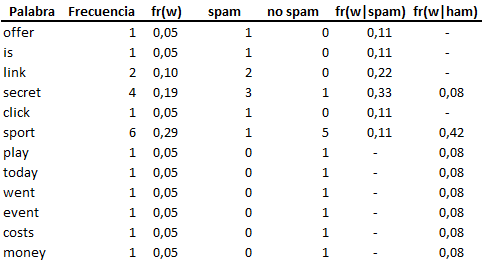 Palabra Frecuencia fr(w) spam no spam fr(w|spam) fr(w|ham)
offer 1 0,05 1 0 0,11 -
is 1 0,05 1 0 0,11 -
link 2 0,10 2 0 0,22 -
secret 4 0,19 3 1 0,33 0,08
click 1 0,05 1 0 0,11 -
sport 6 0,29 1 5 0,11 0,42
play 1 0,05 0 1 - 0,08
today 1 0,05 0 1 - 0,08
went 1 0,05 0 1 - 0,08
event 1 0,05 0 1 - 0,08
costs 1 0,05 0 1 - 0,08
money 1 0,05 0 1 - 0,08